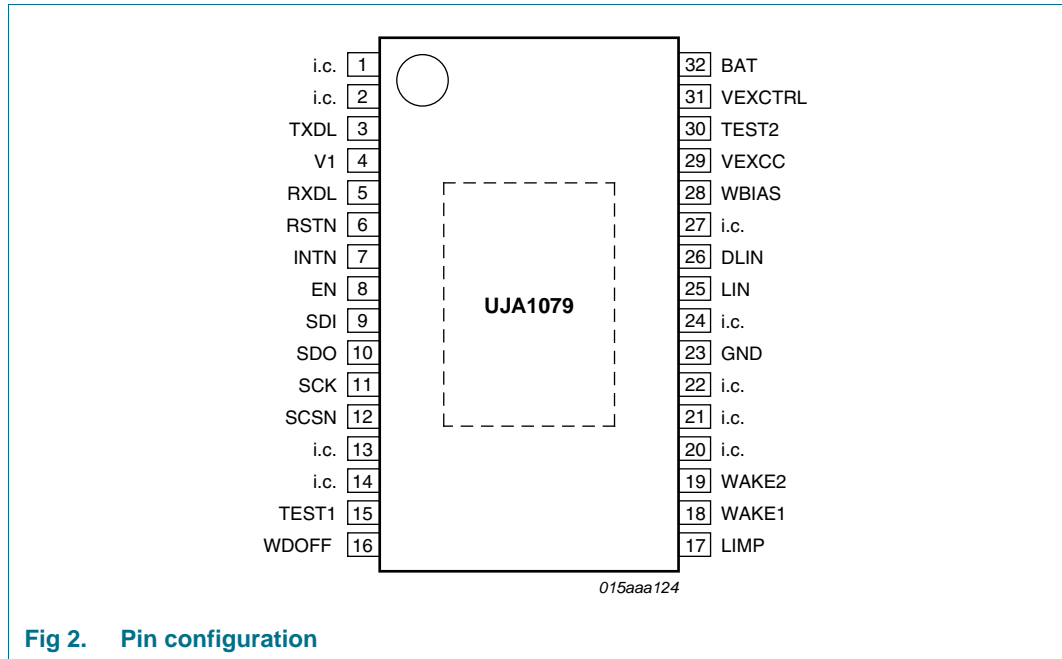 i.c. 1
i.c. 2
TXDL 3
V1 4
RXDL 5
RSTN 6
INTN 7
EN 8
SDI 9
SDO 10
SCK 11
SCSN 12
i.c. 13
i.c. 14
TEST1 15
WDOFF 16
UJA1079
32 BAT
31 VEXCTRL
30 TEST2
29 VEXCC
28 WBIAS
27 i.c.
26 DLIN
25 LIN
24 i.c.
23 GND
22 i.c.
21 i.c.
20 i.c.
19 WAKE2
18 WAKE1
17 LIMP
015aaa124
Fig 2. Pin configuration